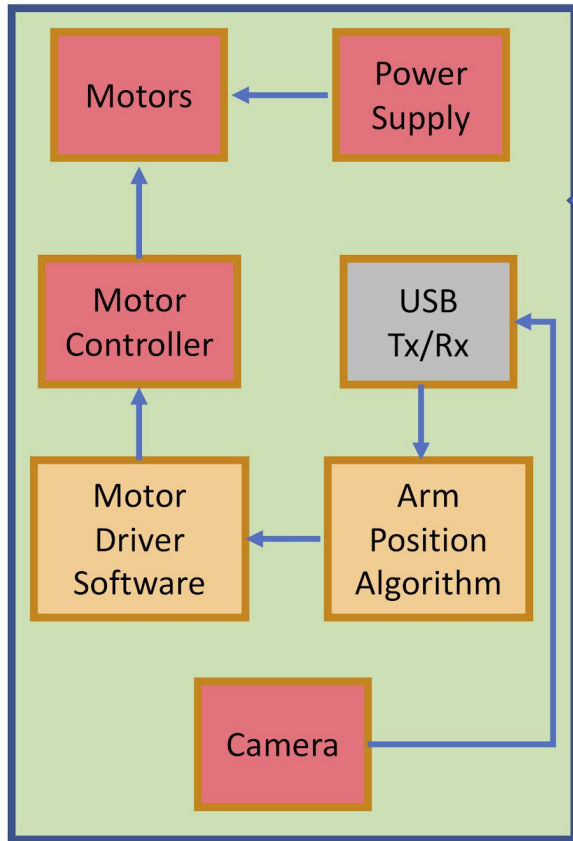 Motors
Power
Supply
Motor
Controller
USB
Tx/Rx
Motor
Driver
Software
Arm
Position
Algorithm
Camera